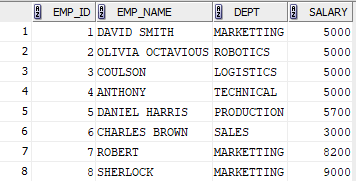 EMP_ID EMP_NAME DEPT SALARY
1 1 DAVID SMITH MARKETTING 5000
2 2 OLIVIA OCTAVIOUS ROBOTICS 5000
3 3 COULSON LOGISTICS 5000
4 4 ANTHONY TECHNICAL 5000
5 5 DANIEL HARRIS PRODUCTION 5700
6 6 CHARLES BROWN SALES 3000
7 7 ROBERT MARKETTING 8200
8 8 SHERLOCK MARKETTING 9000